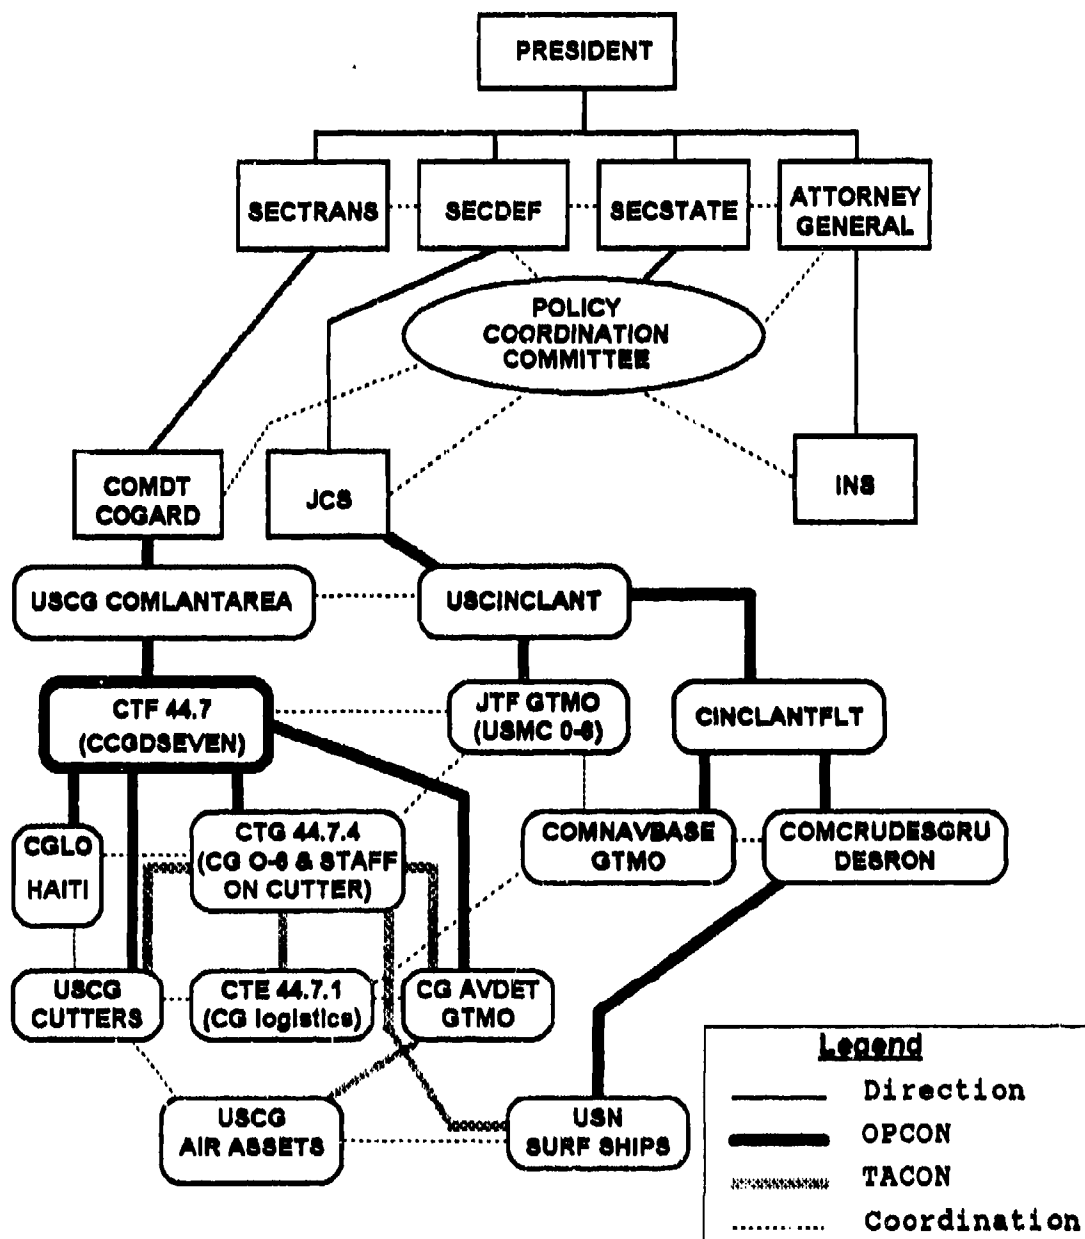 PRESIDENT
SECTRANS
SECDEF
SECSTATE
ATTORNEY
GENERAL
POLICY
COORDINATION
COMMITTEE
COMDT
COGARD
JCS
INS
USCG COMLANTAREA
USCINCLANT
CTF 44.7
(CCGDSEVEN)
JTF GTMO
(USMC 0-6)
CINCLANTFLT
CGLO
HAITI
CTG 44.7.4
(CG O-6 & STAFF
ON CUTTER)
COMNAVBASE
GTMO
COMCRUDESGRU
DESRON
USCG
CUTTERS
CTE 44.7.1
(CG logistics)
CG AVDET
GTMO
USCG
AIR ASSETS
USN
SURF SHIPS
Legend
Direction
OPCON
TACON
Coordination